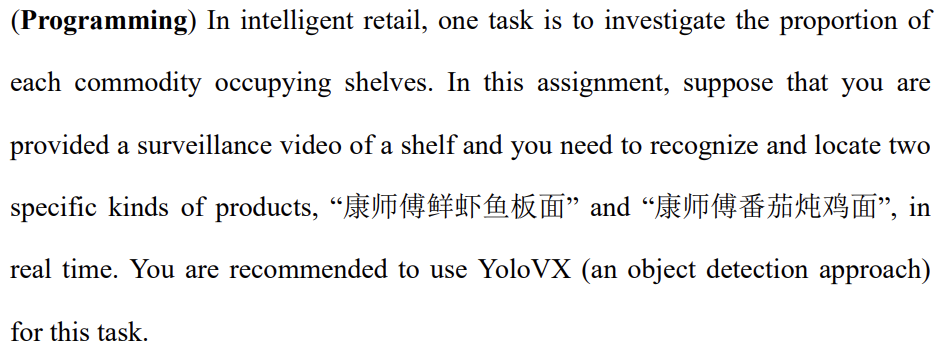 (Programming) In intelligent retail, one task is to investigate the proportion of
each commodity occupying shelves. In this assignment, suppose that you are
provided a surveillance video of a shelf and you need to recognize and locate two
specific kinds of products, “康师傅鲜虾鱼板面” and “康师傅番茄炖鸡面”, in
real time. You are recommended to use YoloVX (an object detection approach)
for this task.